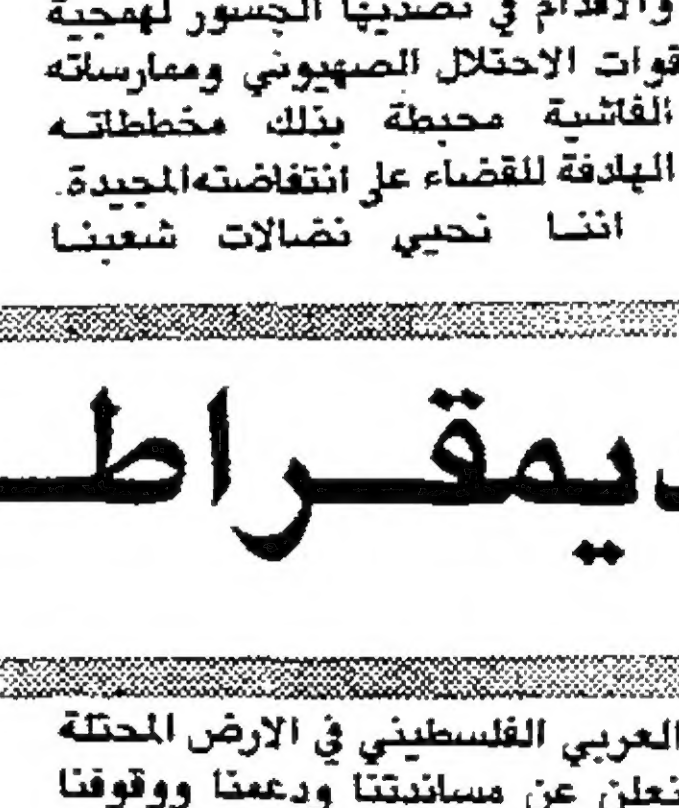 والاقدام في تصديها الجسور لهمجية
قوات الاحتلال الصهيوني وممارساته
الفاشية محبطة بذلك مخططاته
الهادفة للقضاء على انتفاضته المجيدة.
اننا نحيي نضالات شعبنا
يمقراط
العربي الفلسطيني في الارض المحتلة
نعلن عن مساندتنا ودعمنا ووقوفنا